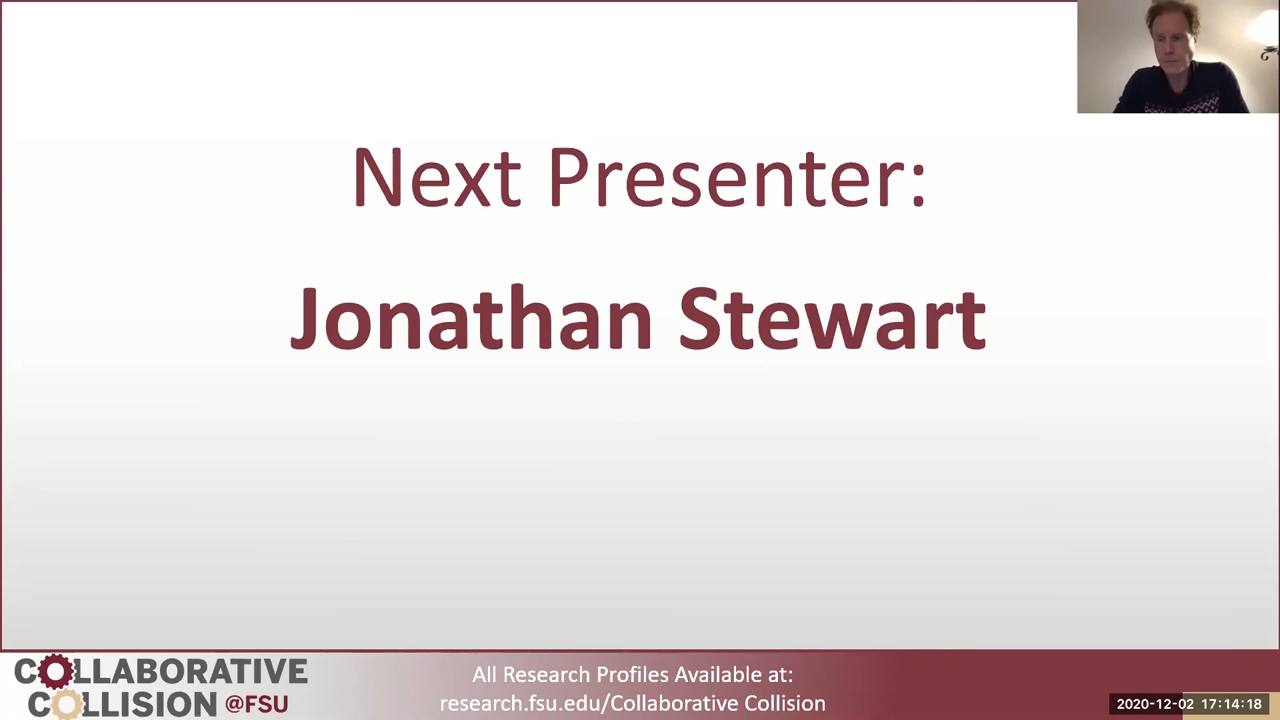 Next Presenter:
Jonathan Stewart
COLLABORATIVE
COLLISION @FSU
All Research Profiles Available at:
research.fsu.edu/Collaborative Collision
2020-12-02 17:14:18